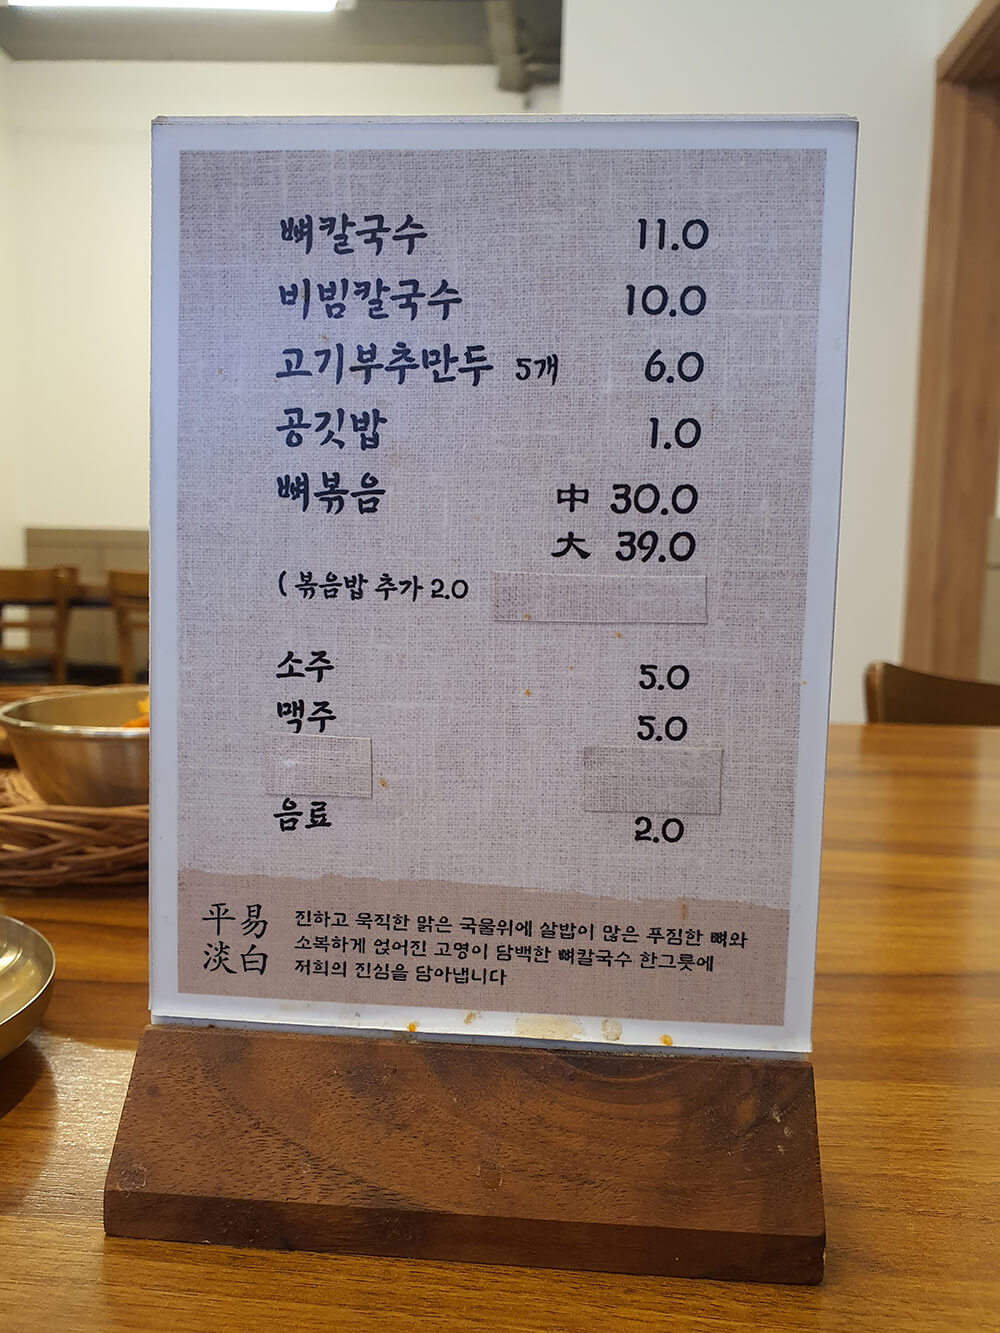 뼈칼국수 11.0
비빔칼국수 10.0
고기부추만두 5개 6.0
공깃밥 1.0
뼈볶음 中 30.0
大 39.0
( 볶음밥 추가 2.0
소주 5.0
맥주 5.0
음료 2.0
平易
淡白
진하고 묵직한 맑은 국물위에 살밥이 많은 푸짐한 뼈와
소복하게 얹어진 고명이 담백한 뼈칼국수 한그릇에
저희의 진심을 담아냅니다